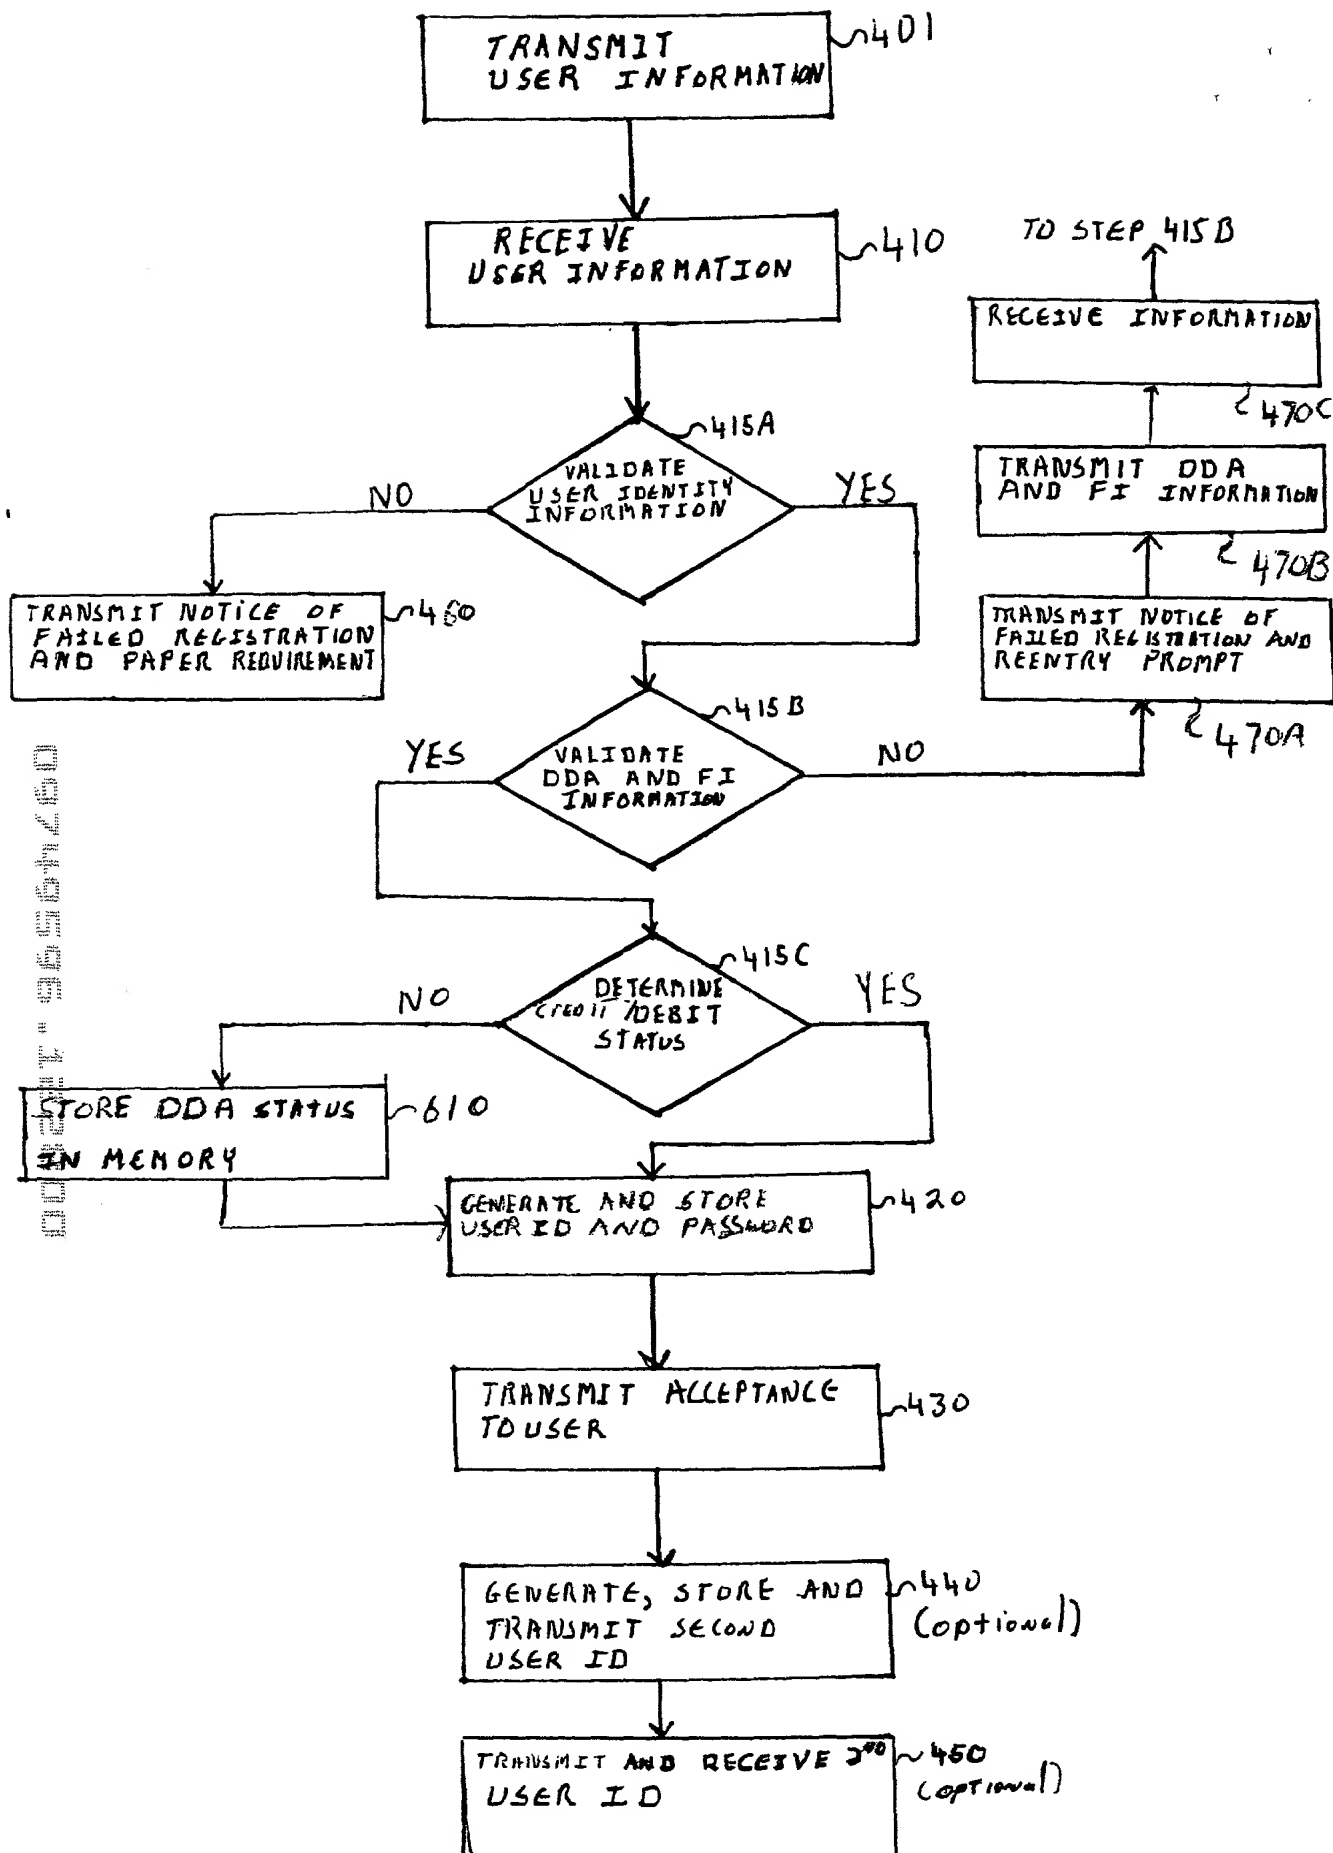 TRANSMIT
USER INFORMATION
401
RECEIVE
USER INFORMATION
410
TO STEP 415B
RECEIVE INFORMATION
470C
TRANSMIT DDA
AND FI INFORMATION
470B
TRANSMIT NOTICE OF
FAILED REGISTRATION AND
REENTRY PROMPT
470A
415A
VALIDATE
USER IDENTITY
INFORMATION
NO
YES
TRANSMIT NOTICE OF
FAILED REGISTRATION
AND PAPER REQUIREMENT
415B
VALIDATE
DDA AND FI
INFORMATION
YES
NO
415C
DETERMINE
CREDIT/DEBIT
STATUS
NO
YES
STORE DDA STATUS
IN MEMORY
610
GENERATE AND STORE
USER ID AND PASSWORD
420
TRANSMIT ACCEPTANCE
TO USER
430
GENERATE, STORE AND
TRANSMIT SECOND
USER ID
440
(optional)
TRANSMIT AND RECEIVE 2ND
USER ID
450
(optional)